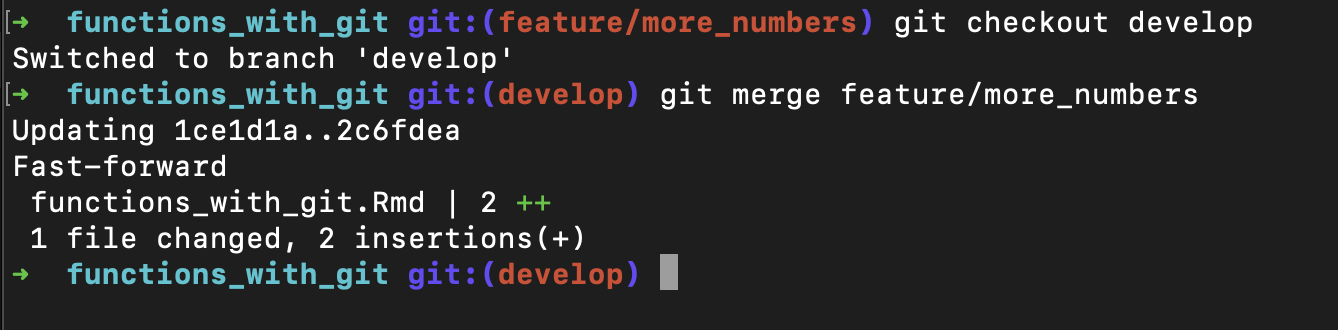 [➜  functions_with_git git:(feature/more_numbers) git checkout develop
Switched to branch 'develop'
[➜  functions_with_git git:(develop) git merge feature/more_numbers
Updating 1ce1d1a..2c6fdea
Fast-forward
 functions_with_git.Rmd | 2 ++
 1 file changed, 2 insertions(+)
➜  functions_with_git git:(develop)